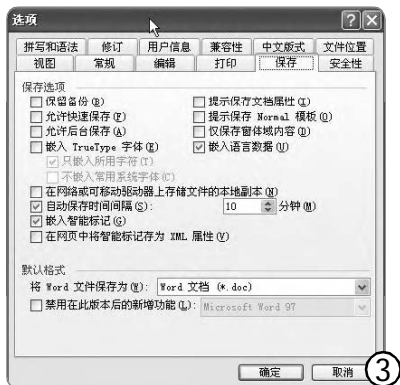 选项
拼写和语法 修订 用户信息 兼容性 中文版式 文件位置
视图 常规 编辑 打印 保存 安全性
保存选项
保留备份(B) 提示保存文档属性(I)
允许快速保存(F) 提示保存 Normal 模板(O)
允许后台保存(A) 仅保存窗体域内容(D)
嵌入 TrueType 字体(E) 嵌入语言数据(U)
只嵌入所用字符(T)
不嵌入常用系统字体(C)
在网络或可移动驱动器上存储文件的本地副本(N)
自动保存时间间隔(S): 10 分钟(M)
嵌入智能标记(G)
在网页中将智能标记存为 XML 属性(V)
默认格式
将 Word 文件保存为(W): Word 文档 (*.doc)
禁用在此版本后的新增功能(L): Microsoft Word 97
确定 取消 3